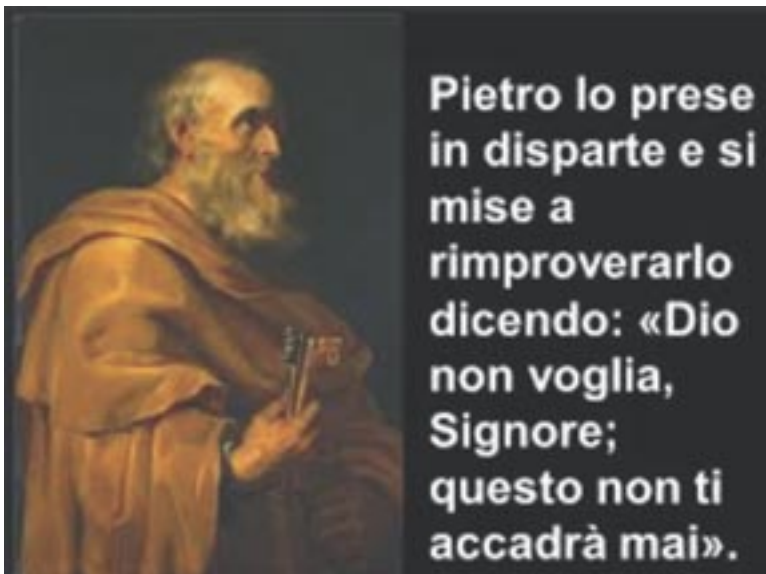 Pietro lo prese
in disparte e si
mise a
rimproverarlo
dicendo: «Dio
non voglia,
Signore;
questo non ti
accadrà mai».